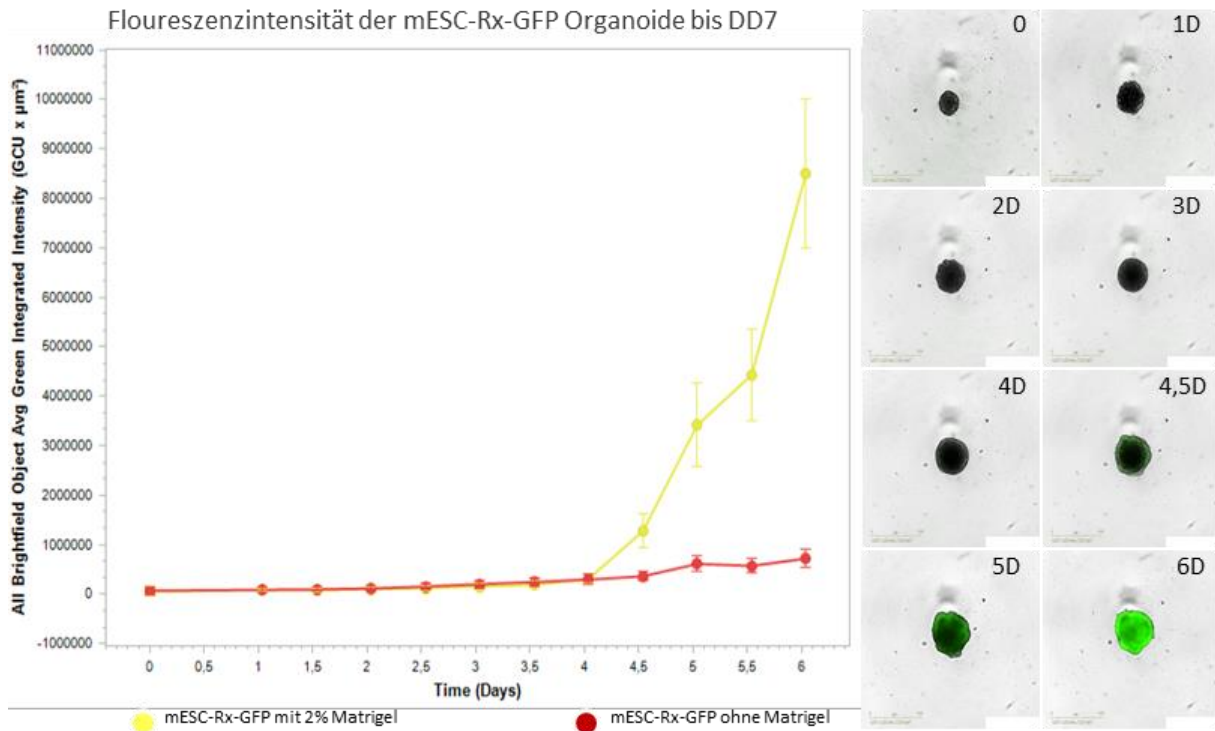 Floureszenzintensität der mESC-Rx-GFP Organoide bis DD7
All Brightfield Object Avg Green Integrated Intensity (GCU x µm²)
11000000
10000000
9000000
8000000
7000000
6000000
5000000
4000000
3000000
2000000
1000000
0
-1000000
0 0,5 1 1,5 2 2,5 3 3,5 4 4,5 5 5,5 6
Time (Days)
mESC-Rx-GFP mit 2% Matrigel
mESC-Rx-GFP ohne Matrigel
0
1D
2D
3D
4D
4,5D
5D
6D